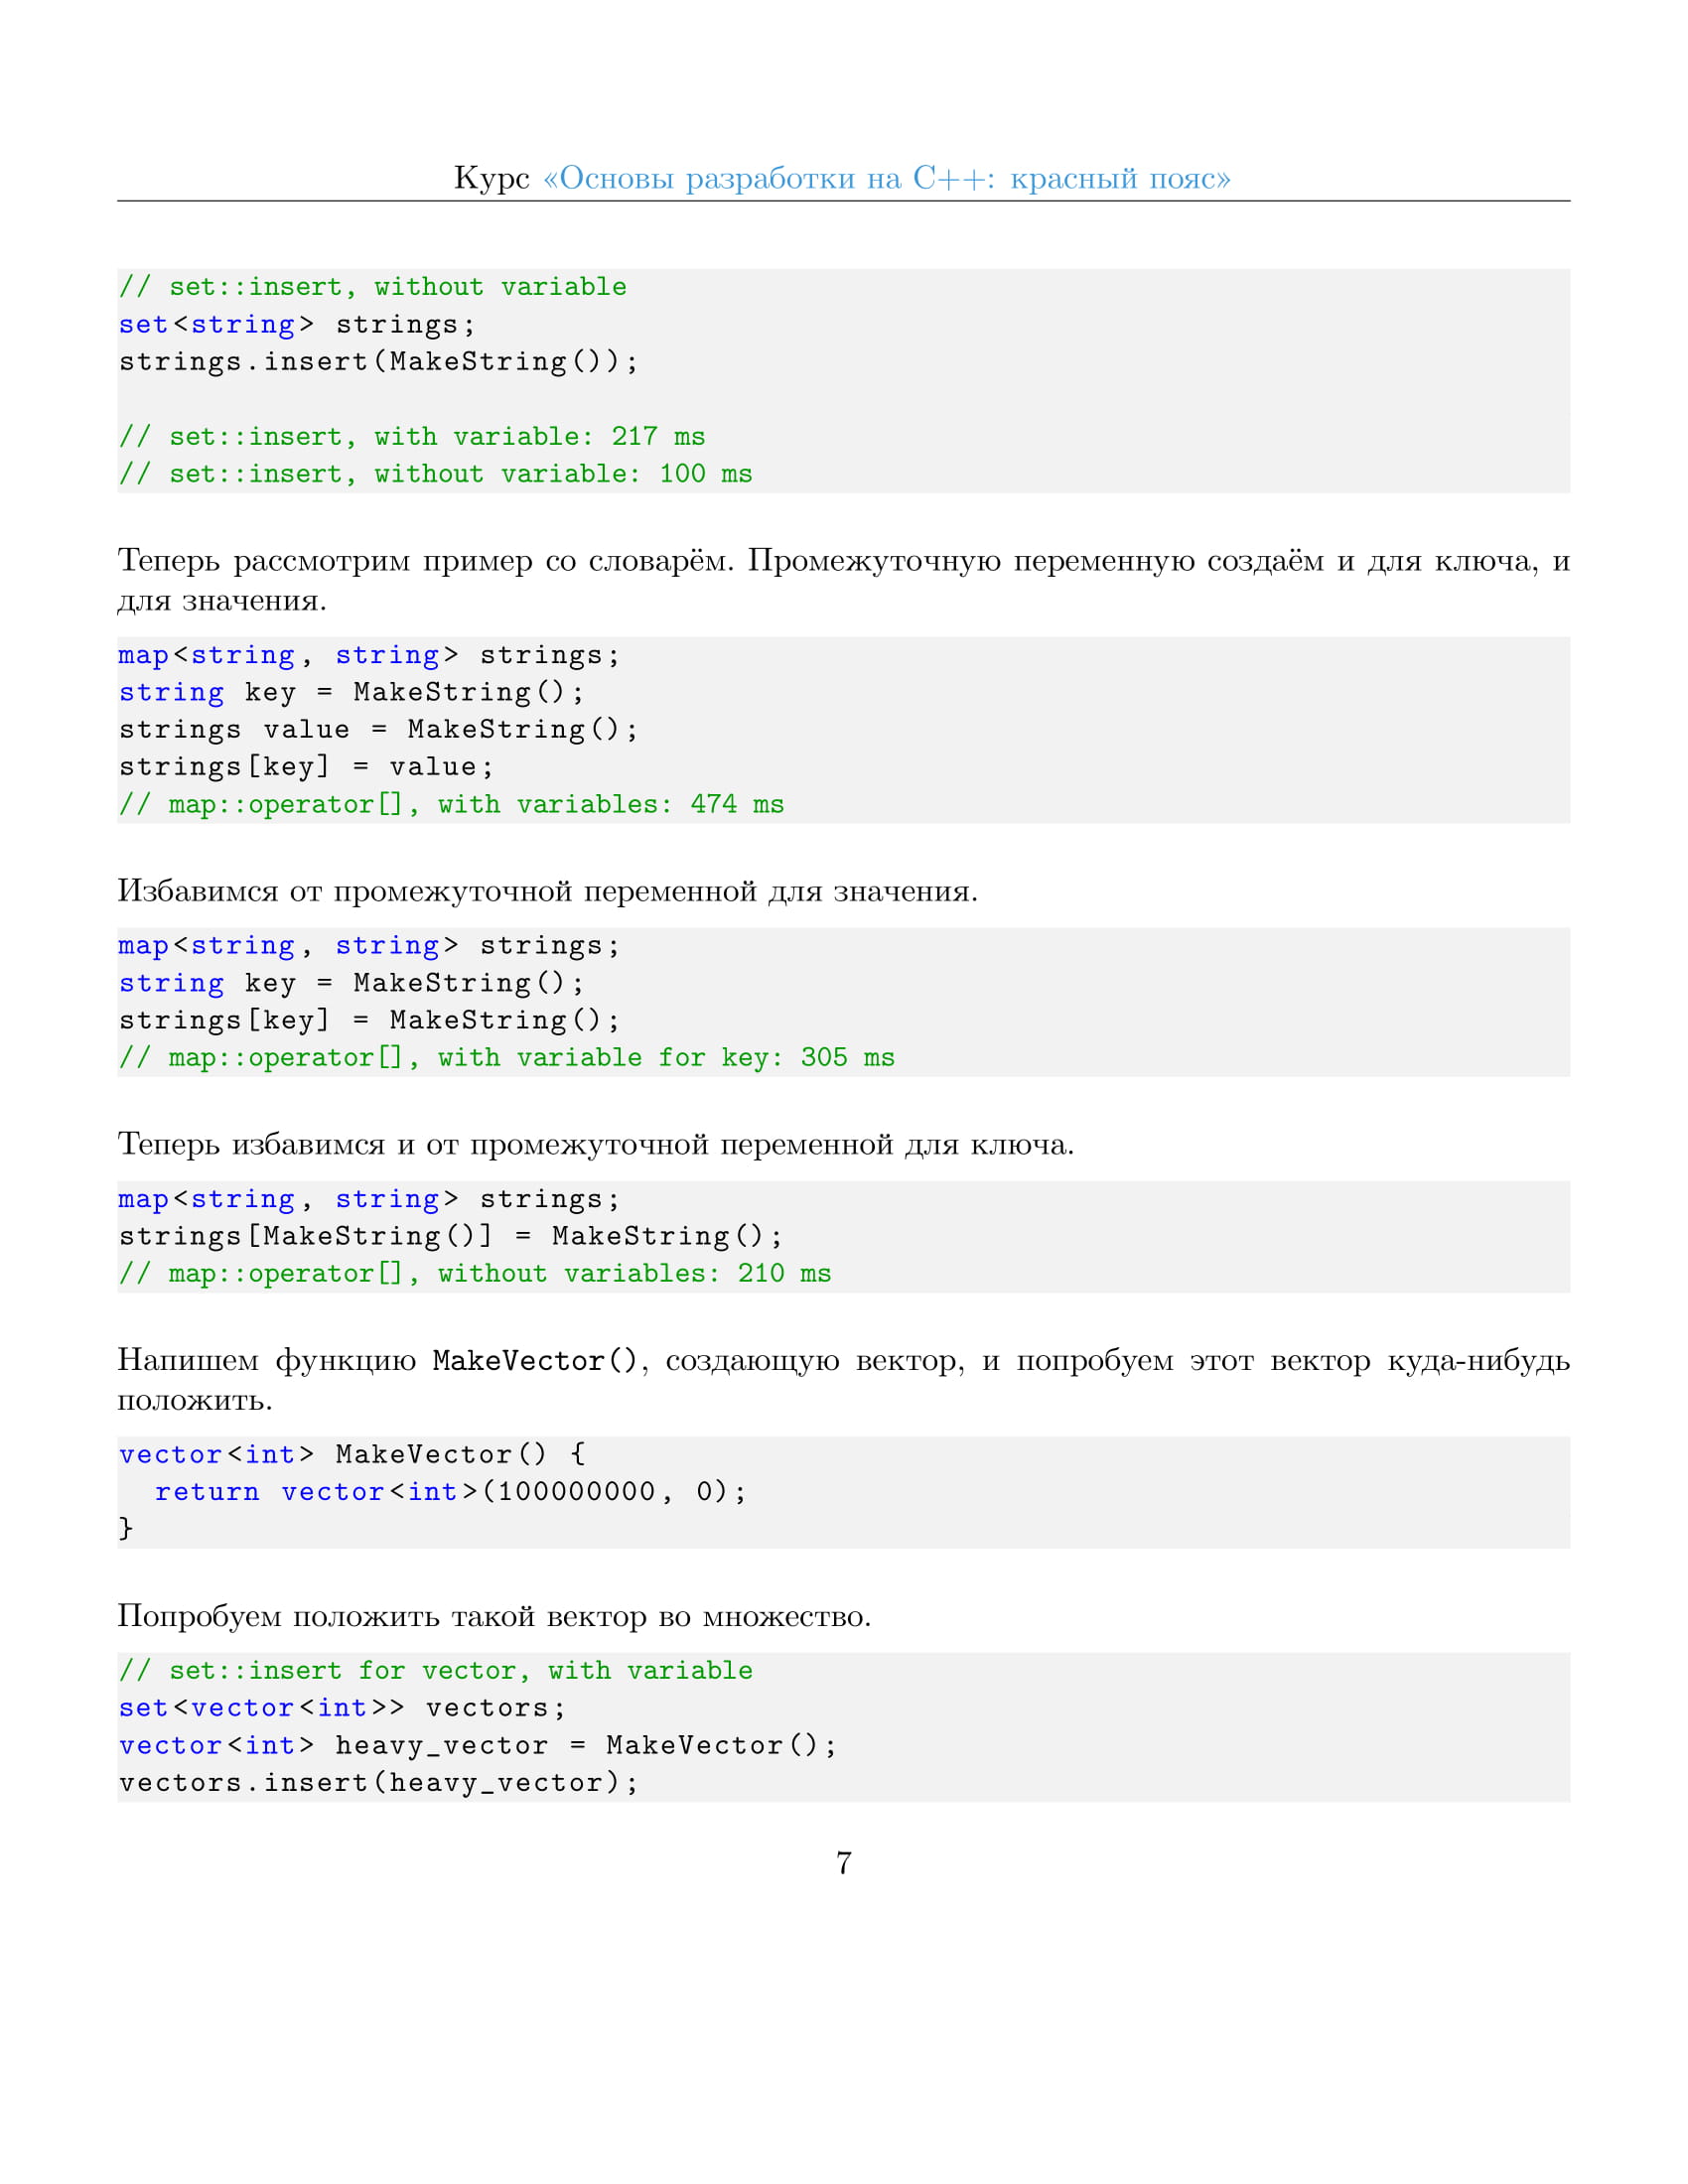 Курс «Основы разработки на C++: красный пояс»
// set::insert, without variable
set<string> strings;
strings.insert(MakeString());
// set::insert, with variable: 217 ms
// set::insert, without variable: 100 ms
Теперь рассмотрим пример со словарём. Промежуточную переменную создаём и для ключа, и
для значения.
map<string, string> strings;
string key = MakeString();
strings value = MakeString();
strings[key] = value;
// map::operator[], with variables: 474 ms
Избавимся от промежуточной переменной для значения.
map<string, string> strings;
string key = MakeString();
strings[key] = MakeString();
// map::operator[], with variable for key: 305 ms
Теперь избавимся и от промежуточной переменной для ключа.
map<string, string> strings;
strings[MakeString()] = MakeString();
// map::operator[], without variables: 210 ms
Напишем функцию MakeVector(), создающую вектор, и попробуем этот вектор куда-нибудь
положить.
vector<int> MakeVector() {
  return vector<int>(100000000, 0);
}
Попробуем положить такой вектор во множество.
// set::insert for vector, with variable
set<vector<int>> vectors;
vector<int> heavy_vector = MakeVector();
vectors.insert(heavy_vector);
7